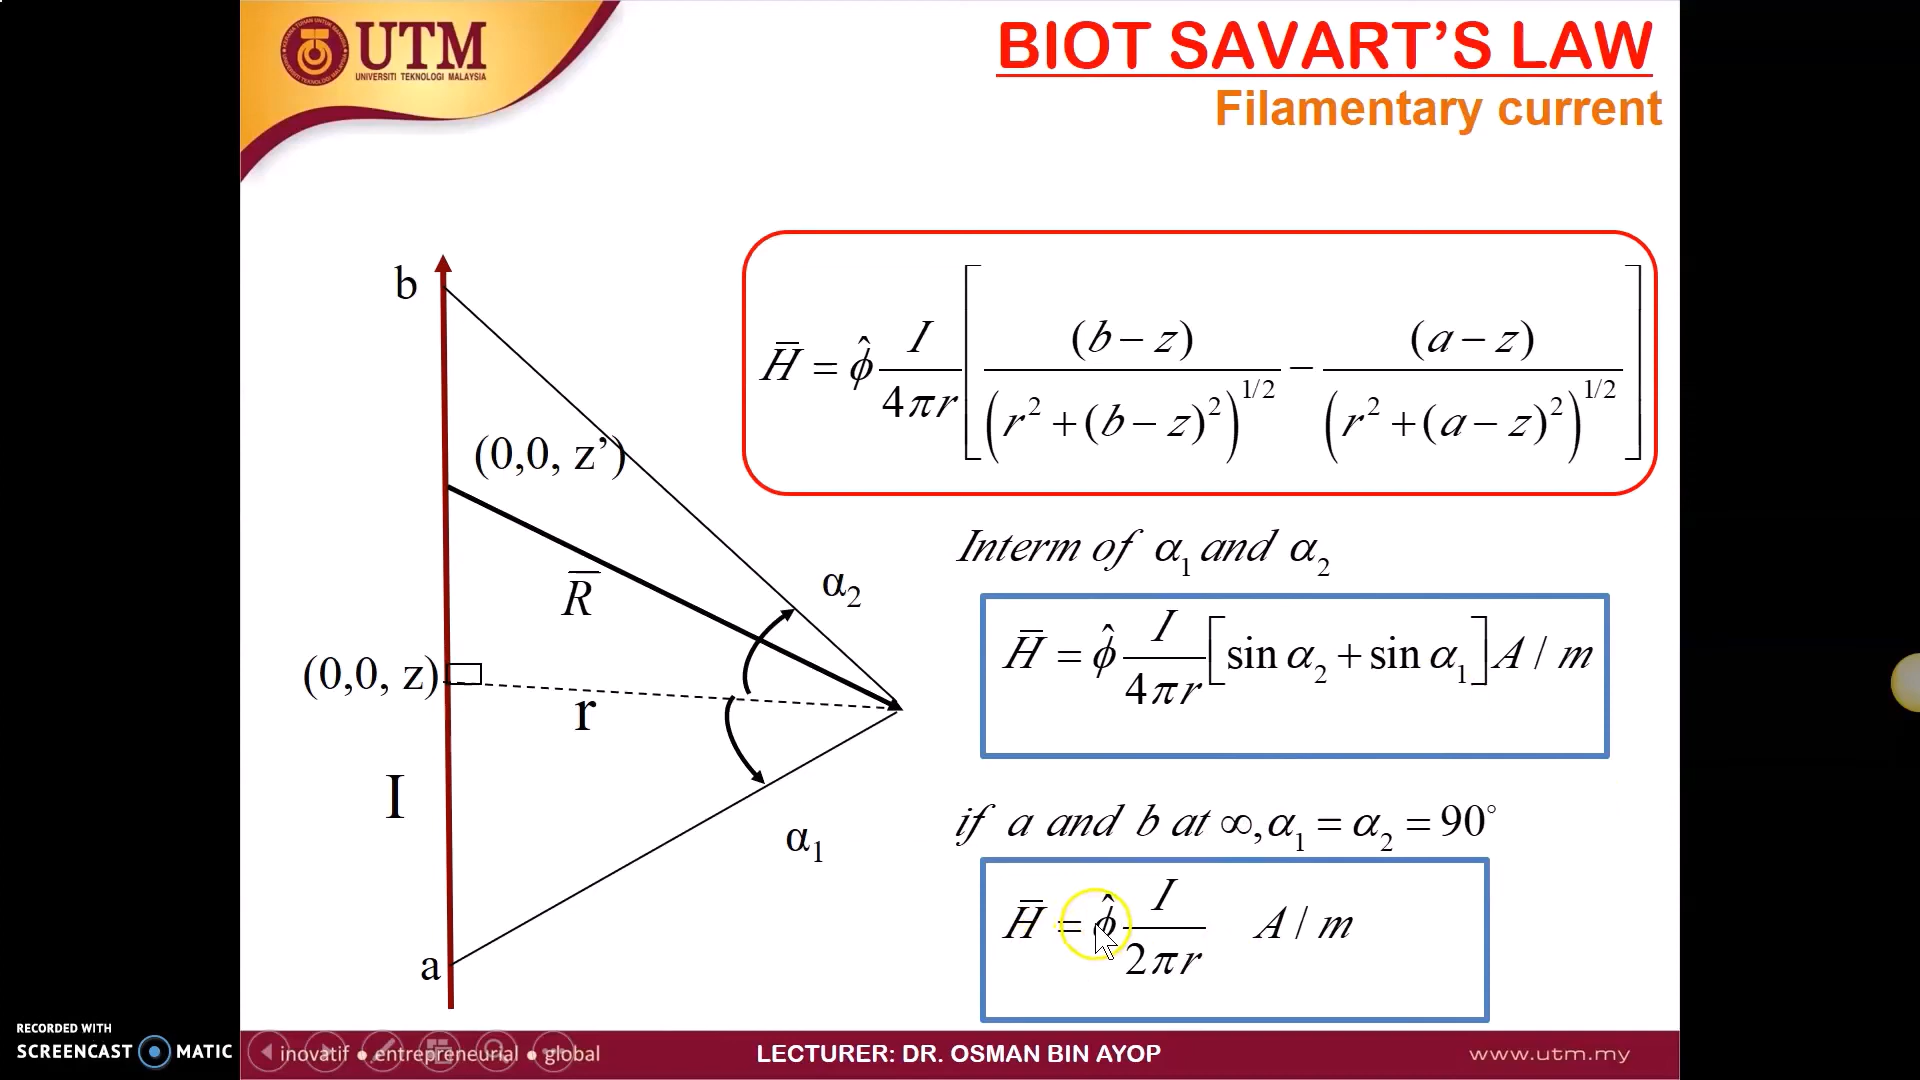 UTM
UNIVERSITI TEKNOLOGI MALAYSIA
BIOT SAVART’S LAW
Filamentary current
b
(0,0, z’)
R̅
α₂
(0,0, z)
r
I
α₁
a
H̅ = φ̂ I/4πr [ (b − z)/(r² + (b − z)²)^1/2 − (a − z)/(r² + (a − z)²)^1/2 ]
Interm of α₁ and α₂
H̅ = φ̂ I/4πr [sin α₂ + sin α₁] A / m
if a and b at ∞, α₁ = α₂ = 90°
H̅ = φ̂ I/2πr A / m
RECORDED WITH
SCREENCAST MATIC
inovatif ● entrepreneurial ● global
LECTURER: DR. OSMAN BIN AYOP
www.utm.my